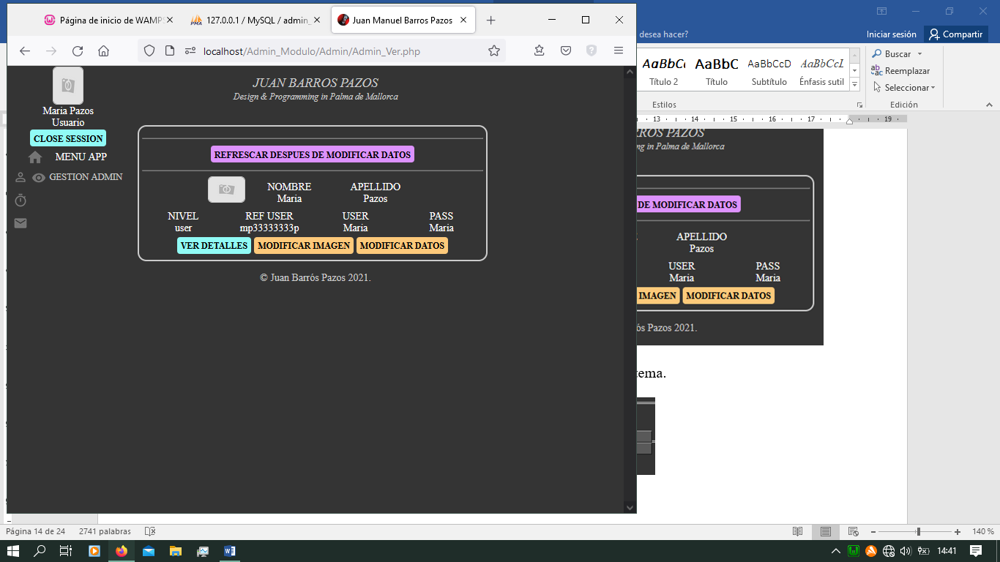 Página de inicio de WAMPS
127.0.0.1 / MySQL / admin_
Juan Manuel Barros Pazos
localhost/Admin_Modulo/Admin/Admin_Ver.php
Maria Pazos
Usuario
CLOSE SESSION
MENU APP
GESTION ADMIN
JUAN BARROS PAZOS
Design & Programming in Palma de Mallorca
REFRESCAR DESPUES DE MODIFICAR DATOS
NOMBRE APELLIDO
Maria Pazos
NIVEL REF USER USER PASS
user mp33333333p Maria Maria
VER DETALLES MODIFICAR IMAGEN MODIFICAR DATOS
© Juan Barrós Pazos 2021.
desea hacer?
Iniciar sesión
Compartir
AaBbCc AaBbC AaBbCcD AaBbCcL
Título 2 Título Subtítulo Énfasis sutil
Estilos
Buscar
Reemplazar
Seleccionar
Edición
13 14 15 16 17 19
ROS PAZOS
ng in Palma de Mallorca
DE MODIFICAR DATOS
APELLIDO
Pazos
USER PASS
Maria Maria
IMAGEN MODIFICAR DATOS
ós Pazos 2021.
tema.
Página 14 de 24 2741 palabras
140 %
14:41